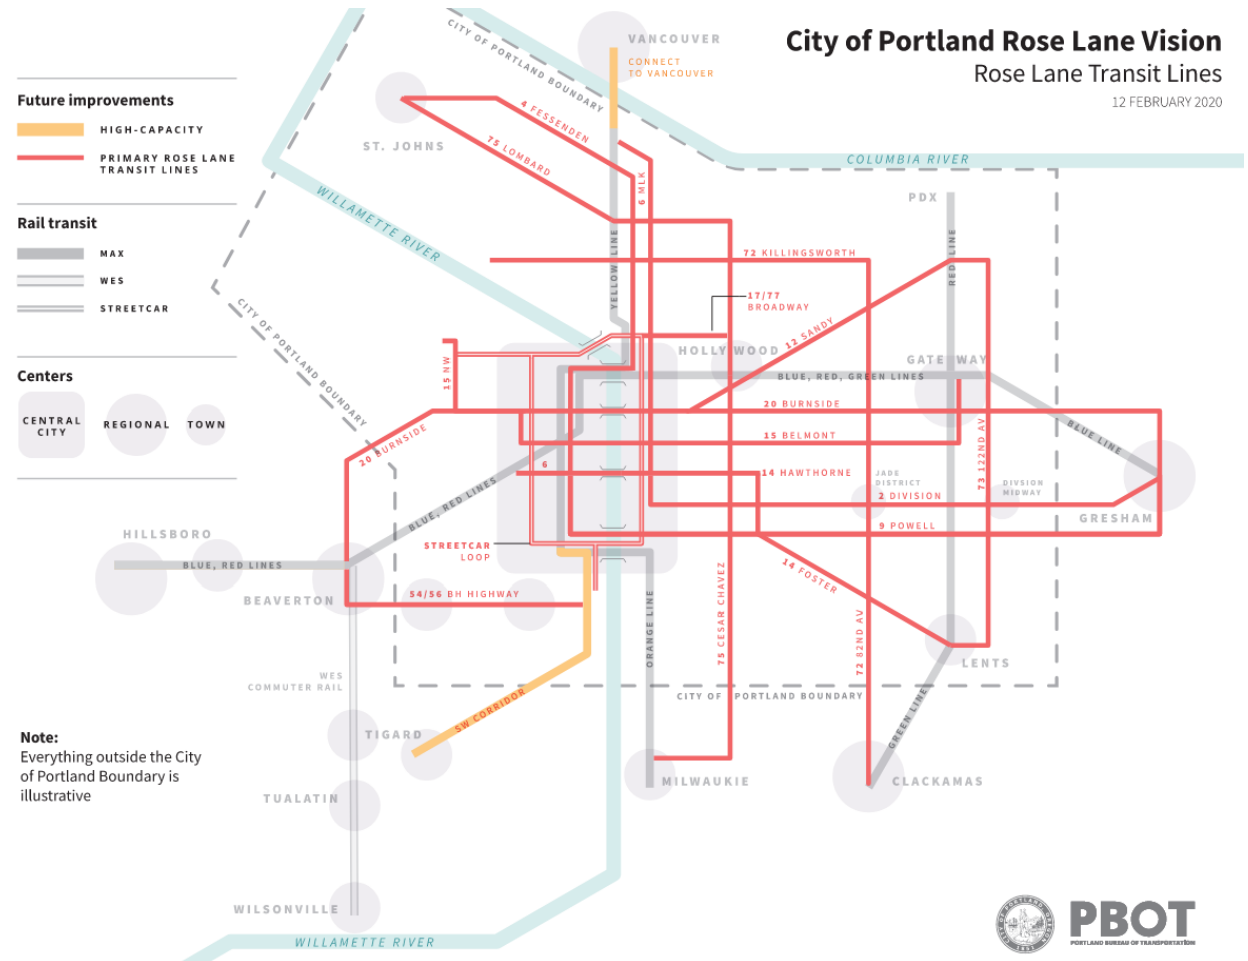 City of Portland Rose Lane Vision
Rose Lane Transit Lines
12 FEBRUARY 2020
Future improvements
HIGH-CAPACITY
PRIMARY ROSE LANE
TRANSIT LINES
Rail transit
MAX
WES
STREETCAR
Centers
CENTRAL
CITY
REGIONAL
TOWN
Note:
Everything outside the City
of Portland Boundary is
illustrative
CITY OF PORTLAND BOUNDARY
VANCOUVER
CONNECT
TO VANCOUVER
ST. JOHNS
4 FESSENDEN
75 LOMBARD
6 MLK
COLUMBIA RIVER
WILLAMETTE RIVER
PDX
RED LINE
YELLOW LINE
72 KILLINGSWORTH
17/77
BROADWAY
12 SANDY
HOLLYWOOD
GATEWAY
BLUE, RED, GREEN LINES
CITY OF PORTLAND BOUNDARY
15 NW
20 BURNSIDE
20 BURNSIDE
15 BELMONT
BLUE LINE
73 122ND AV
6
14 HAWTHORNE
JADE
DISTRICT
DIVISION
MIDWAY
2 DIVISION
GRESHAM
9 POWELL
BLUE, RED LINES
HILLSBORO
BLUE, RED LINES
STREETCAR
LOOP
BEAVERTON
54/56 BH HIGHWAY
14 FOSTER
ORANGE LINE
75 CESAR CHAVEZ
72 82ND AV
LENTS
WES
COMMUTER RAIL
CITY OF PORTLAND BOUNDARY
SW CORRIDOR
TIGARD
GREEN LINE
MILWAUKIE
CLACKAMAS
TUALATIN
WILSONVILLE
WILLAMETTE RIVER
PBOT
PORTLAND BUREAU OF TRANSPORTATION